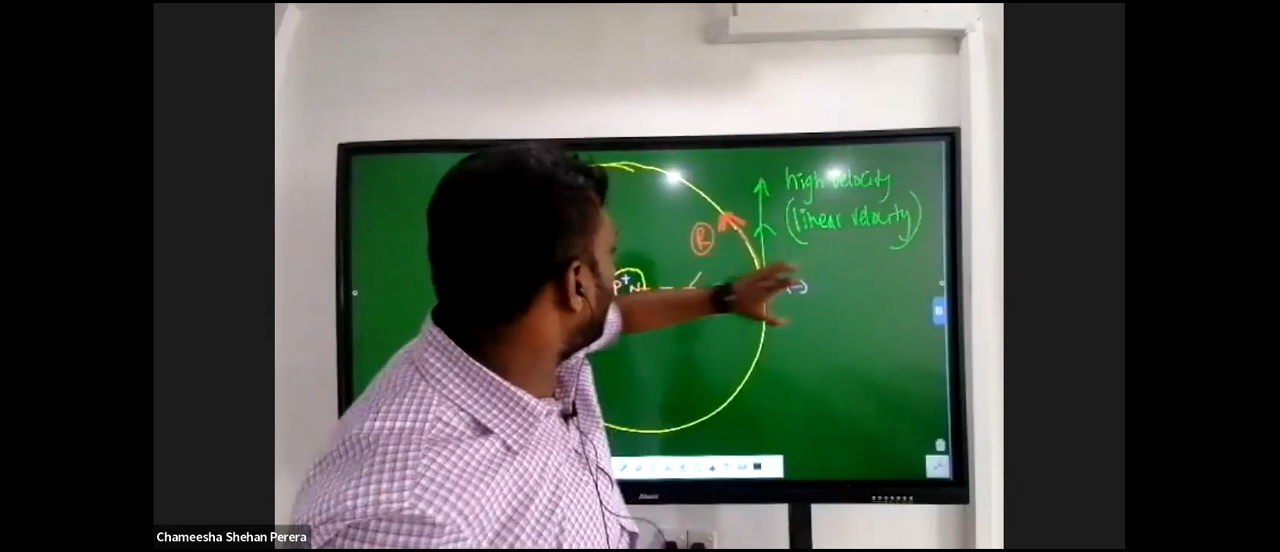 high velocity
(linear velocity)
R
P+ N
(-)
Chameesha Shehan Perera